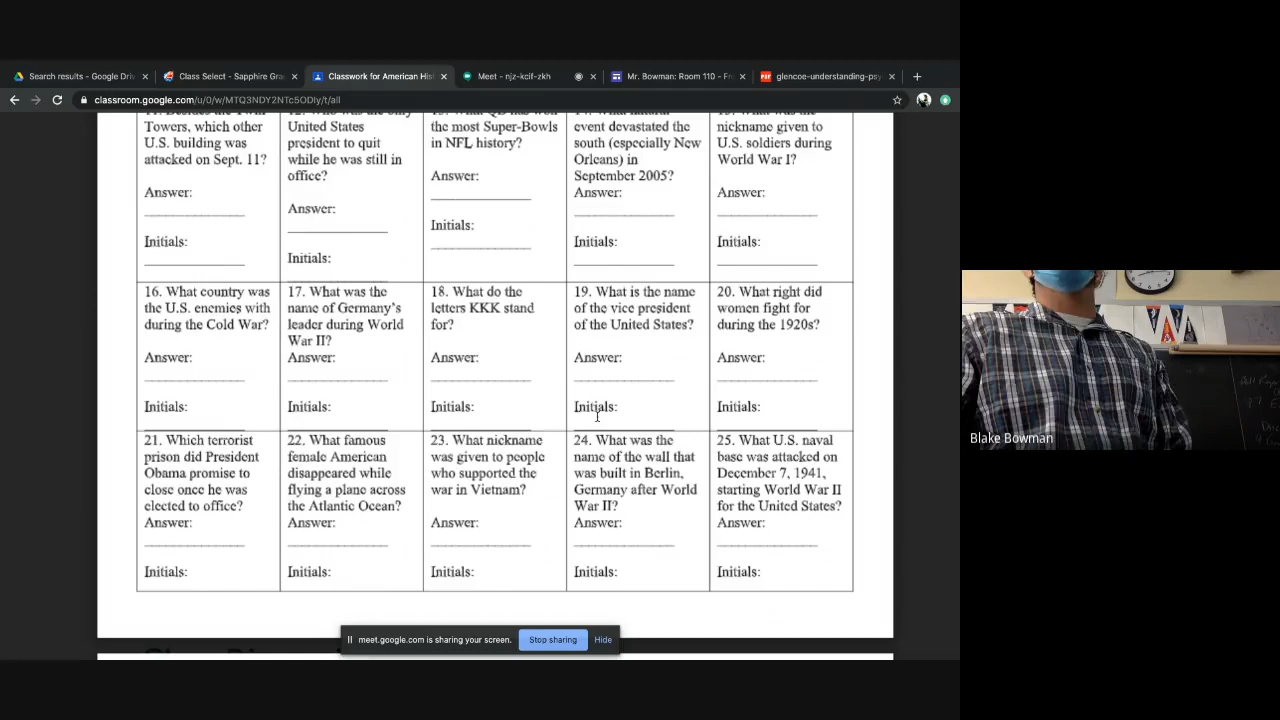 Search results - Google Driv
Class Select - Sapphire Gra
Classwork for American Hist
Meet - njz-kcif-zkh
Mr. Bowman: Room 110 - Fr
glencoe-understanding-psy
classroom.google.com/u/0/w/MTQ3NDY2NTc5ODIy/t/all
Towers, which other
U.S. building was
attacked on Sept. 11?
Answer:
Initials:
United States
president to quit
while he was still in
office?
Answer:
Initials:
the most Super-Bowls
in NFL history?
Answer:
Initials:
event devastated the
south (especially New
Orleans) in
September 2005?
Answer:
Initials:
nickname given to
U.S. soldiers during
World War I?
Answer:
Initials:
16. What country was
the U.S. enemies with
during the Cold War?
Answer:
Initials:
17. What was the
name of Germany's
leader during World
War II?
Answer:
Initials:
18. What do the
letters KKK stand
for?
Answer:
Initials:
19. What is the name
of the vice president
of the United States?
Answer:
Initials:
20. What right did
women fight for
during the 1920s?
Answer:
Initials:
21. Which terrorist
prison did President
Obama promise to
close once he was
elected to office?
Answer:
Initials:
22. What famous
female American
disappeared while
flying a plane across
the Atlantic Ocean?
Answer:
Initials:
23. What nickname
was given to people
who supported the
war in Vietnam?
Answer:
Initials:
24. What was the
name of the wall that
was built in Berlin,
Germany after World
War II?
Answer:
Initials:
25. What U.S. naval
base was attacked on
December 7, 1941,
starting World War II
for the United States?
Answer:
Initials:
meet.google.com is sharing your screen.
Stop sharing
Hide
Blake Bowman